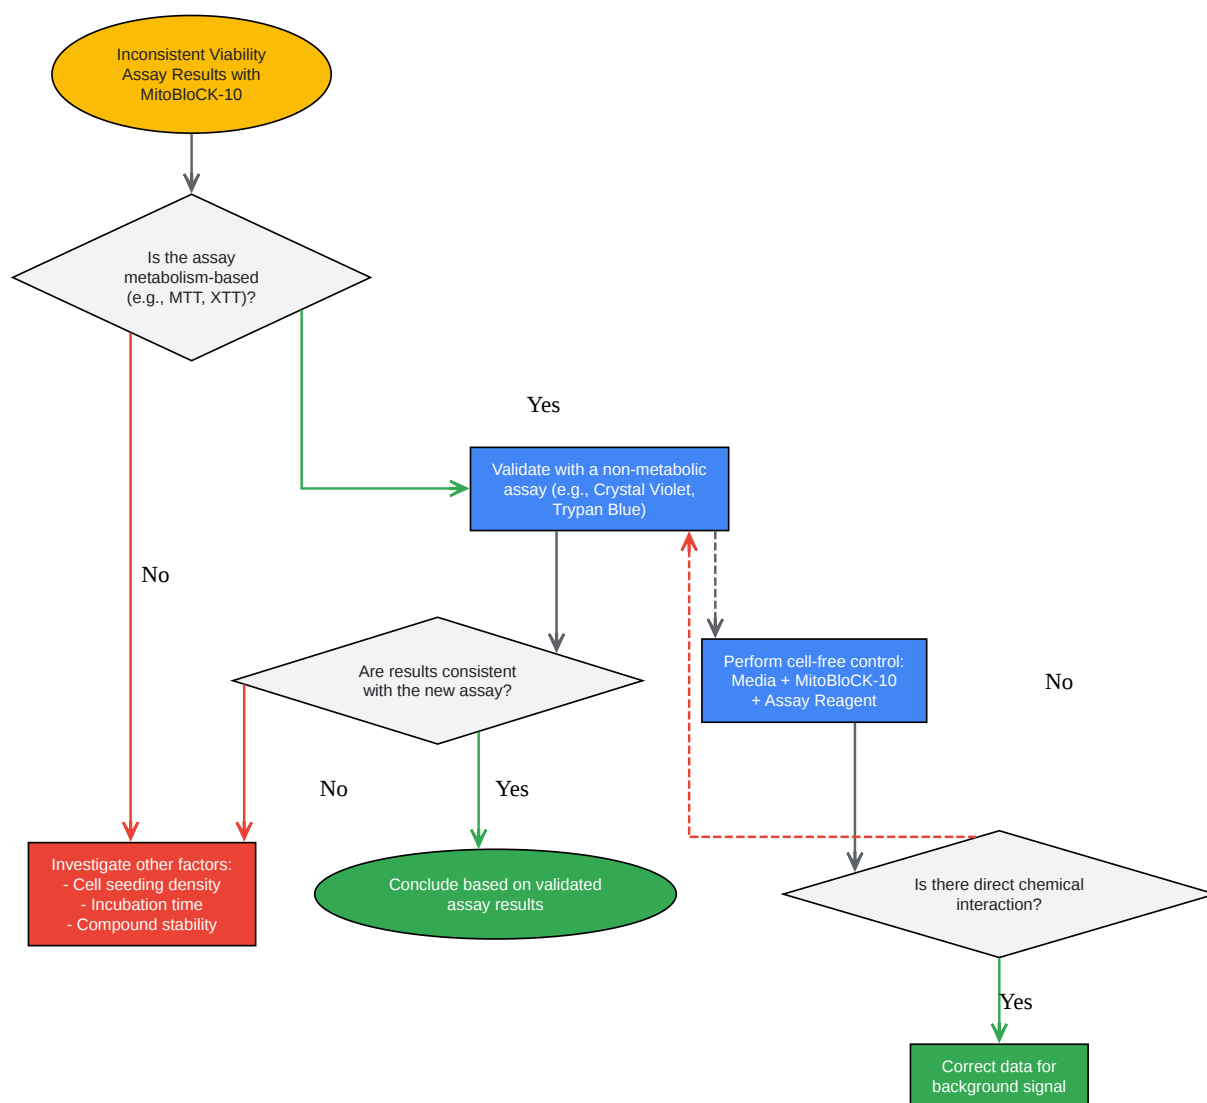 Inconsistent Viability
Assay Results with
MitoBloCK-10
Is the assay
metabolism-based
(e.g., MTT, XTT)?
Yes
Validate with a non-metabolic
assay (e.g., Crystal Violet,
Trypan Blue)
No
Are results consistent
with the new assay?
Perform cell-free control:
Media + MitoBloCK-10
+ Assay Reagent
No
No
Yes
Investigate other factors:
- Cell seeding density
- Incubation time
- Compound stability
Conclude based on validated
assay results
Is there direct chemical
interaction?
Yes
Correct data for
background signal